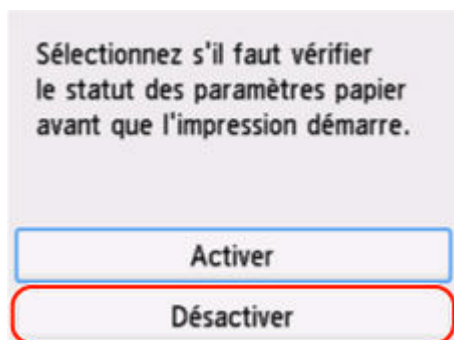 Sélectionnez s'il faut vérifier
le statut des paramètres papier
avant que l'impression démarre.
Activer
Désactiver